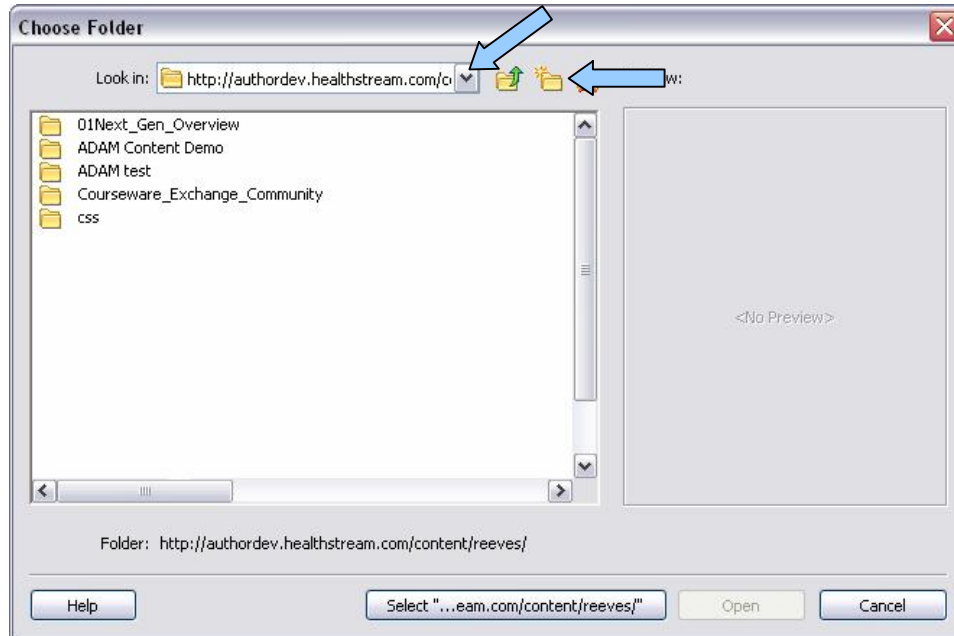 Choose Folder
Look in: http://authordev.healthstream.com/c w:
01Next_Gen_Overview
ADAM Content Demo
ADAM test
Courseware_Exchange_Community
css
<No Preview>
Folder: http://authordev.healthstream.com/content/reeves/
Help Select "...eam.com/content/reeves/" Open Cancel